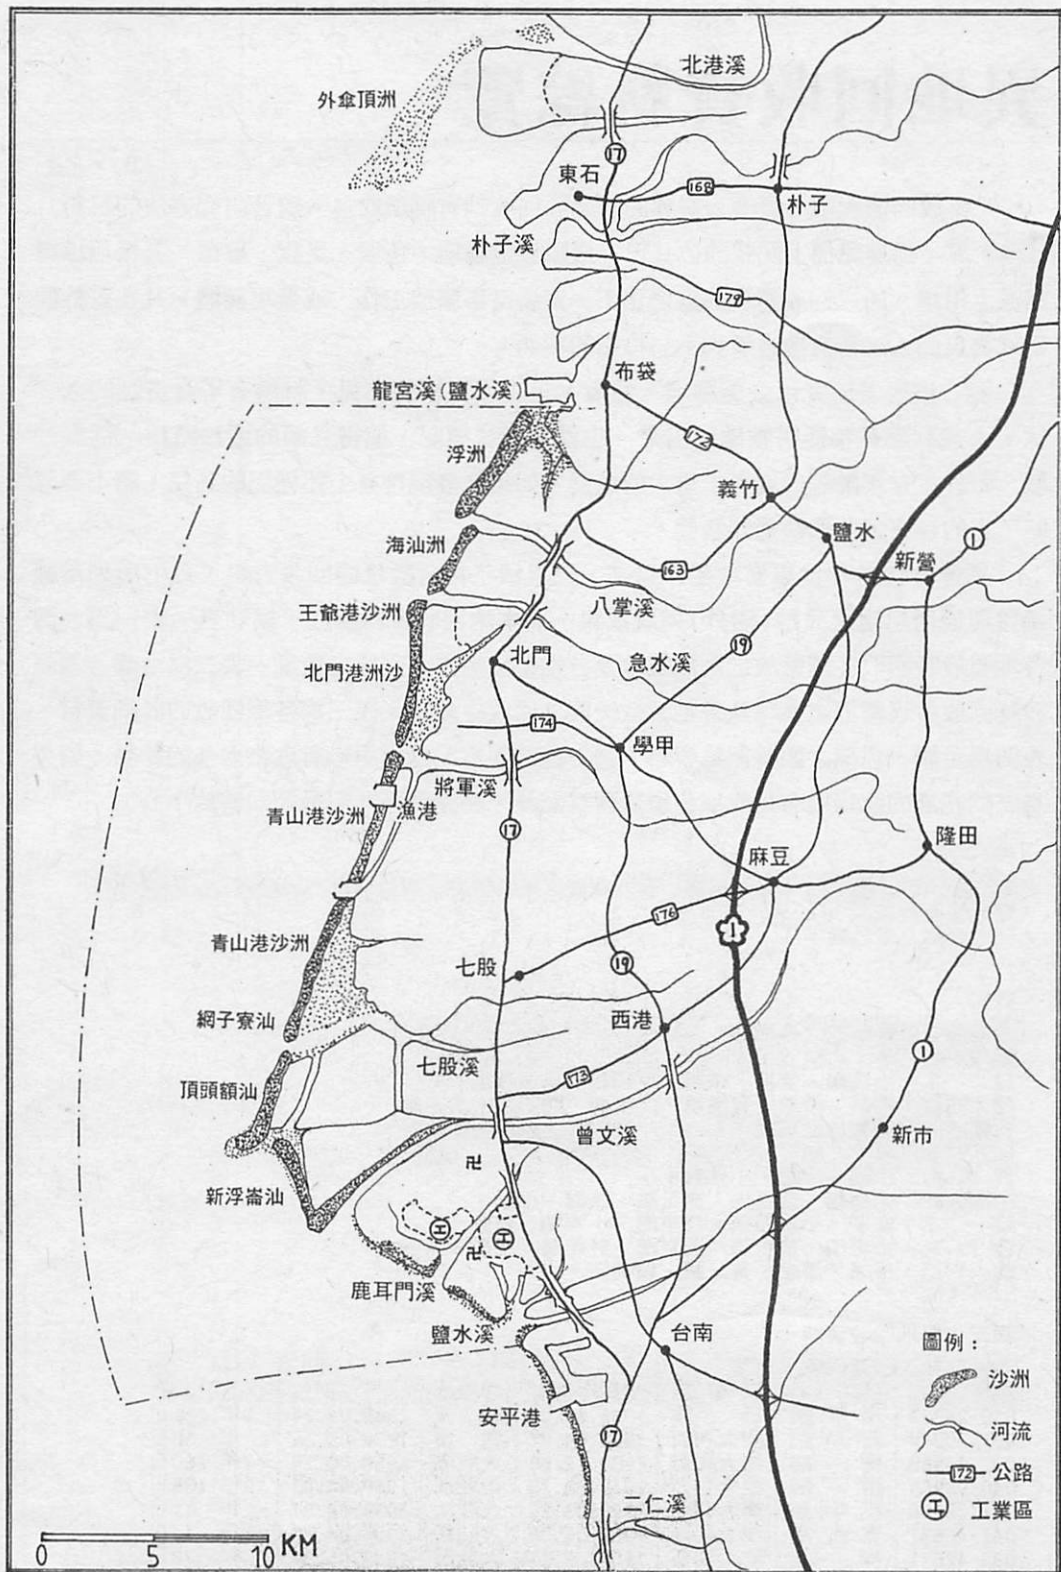 北港溪
外傘頂洲
17
東石
168
朴子
朴子溪
179
布袋
龍宮溪(鹽水溪)
172
浮洲
義竹
鹽水
海汕洲
1
新營
163
八掌溪
王爺港沙洲
19
北門
急水溪
北門港洲沙
174
學甲
將軍溪
青山港沙洲
漁港
17
隆田
麻豆
176
1
青山港沙洲
19
七股
網子寮汕
西港
1
七股溪
頂頭額汕
173
曾文溪
新市
卍
新浮崙汕
工
工
卍
鹿耳門溪
鹽水溪
台南
圖例：
沙洲
安平港
河流
17
172 公路
工 工業區
二仁溪
0 5 10 KM